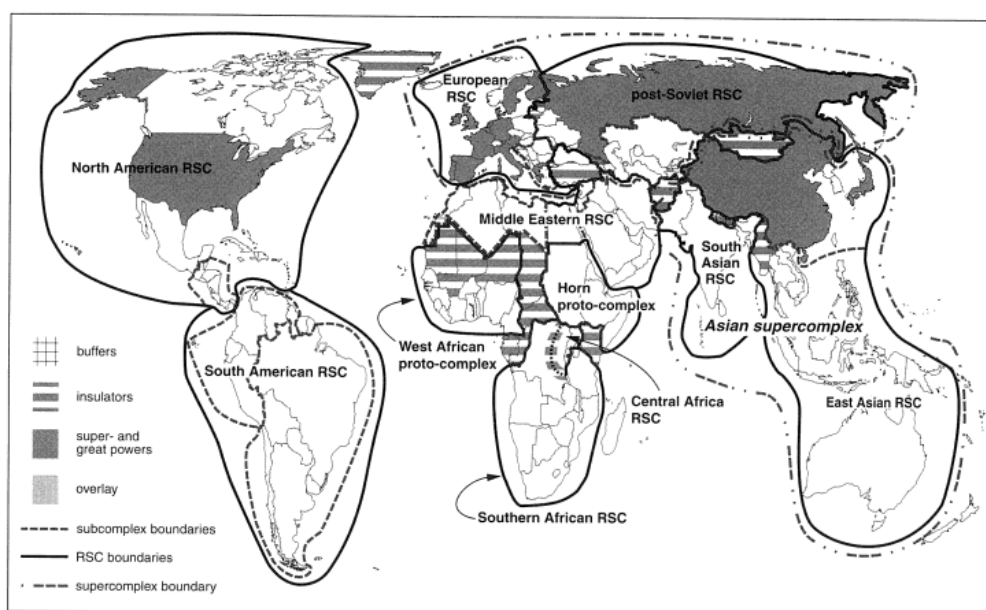 European
RSC
post-Soviet RSC
North American RSC
Middle Eastern RSC
South
Asian
RSC
Horn
proto-complex
Asian supercomplex
West African
proto-complex
South American RSC
Central Africa
RSC
East Asian RSC
Southern African RSC
buffers
insulators
super- and
great powers
overlay
subcomplex boundaries
RSC boundaries
supercomplex boundary